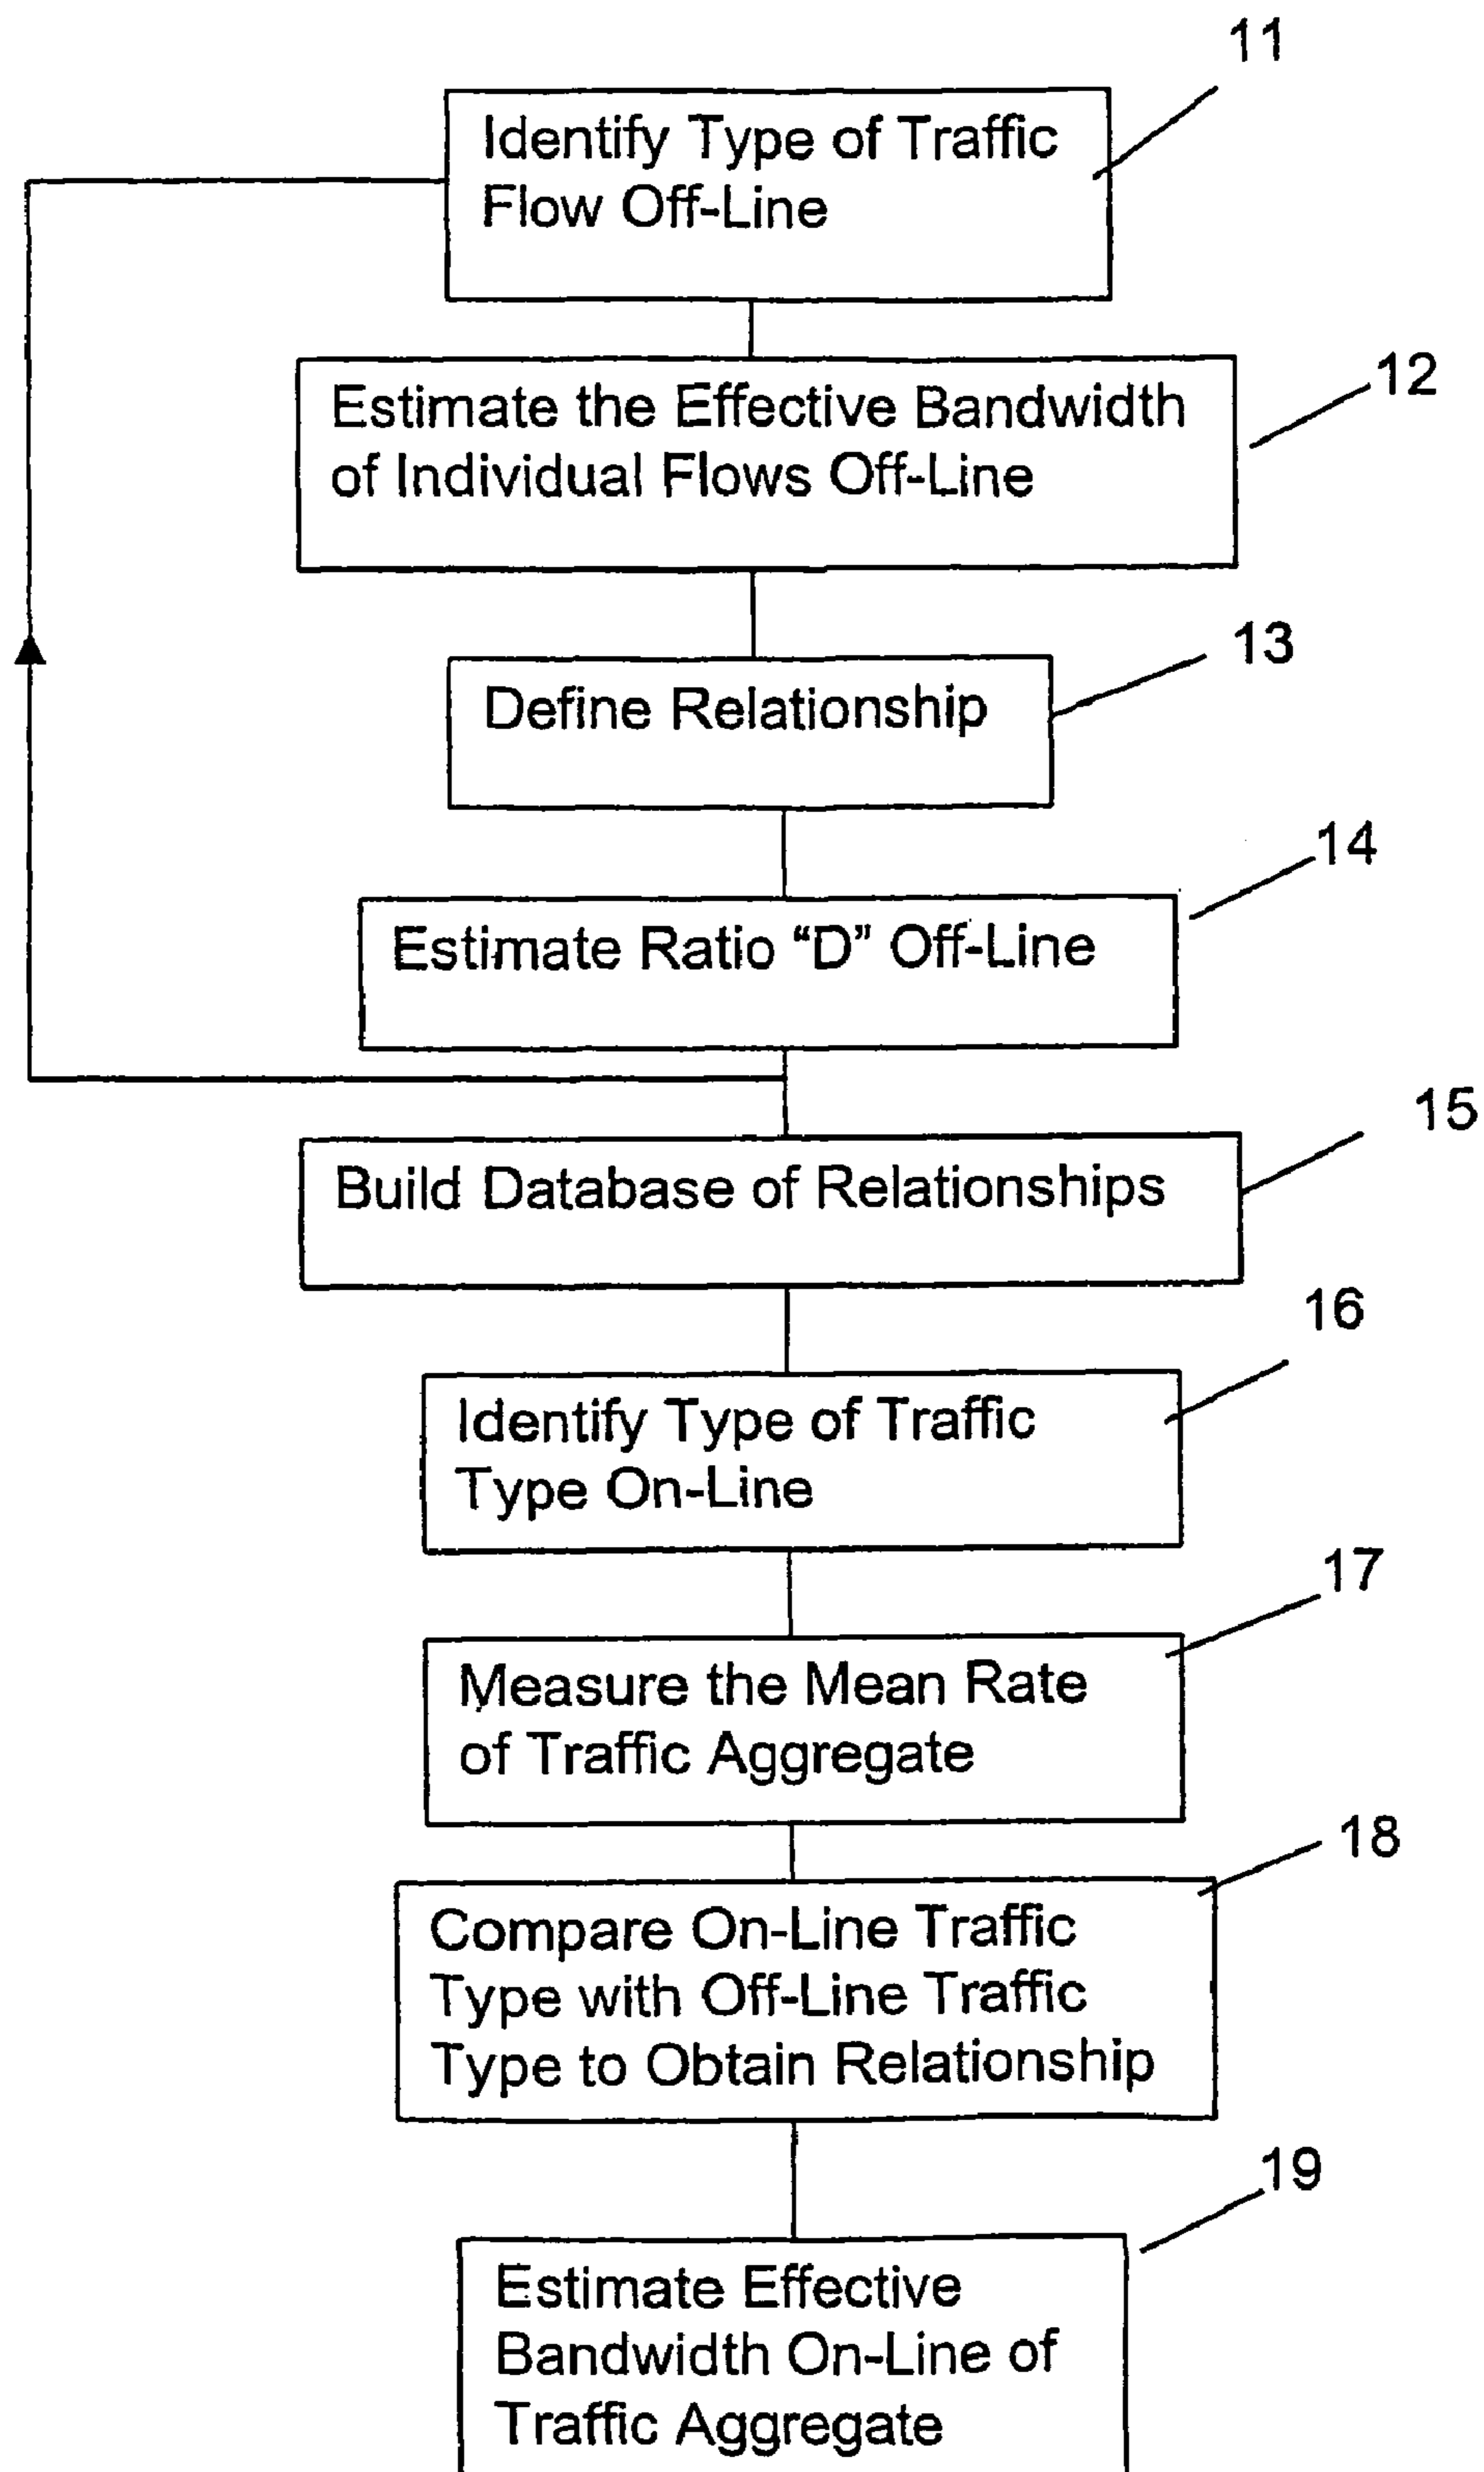 11
Identify Type of Traffic
Flow Off-Line
12
Estimate the Effective Bandwidth
of Individual Flows Off-Line
13
Define Relationship
14
Estimate Ratio “D” Off-Line
15
Build Database of Relationships
16
Identify Type of Traffic
Type On-Line
17
Measure the Mean Rate
of Traffic Aggregate
18
Compare On-Line Traffic
Type with Off-Line Traffic
Type to Obtain Relationship
19
Estimate Effective
Bandwidth On-Line of
Traffic Aggregate